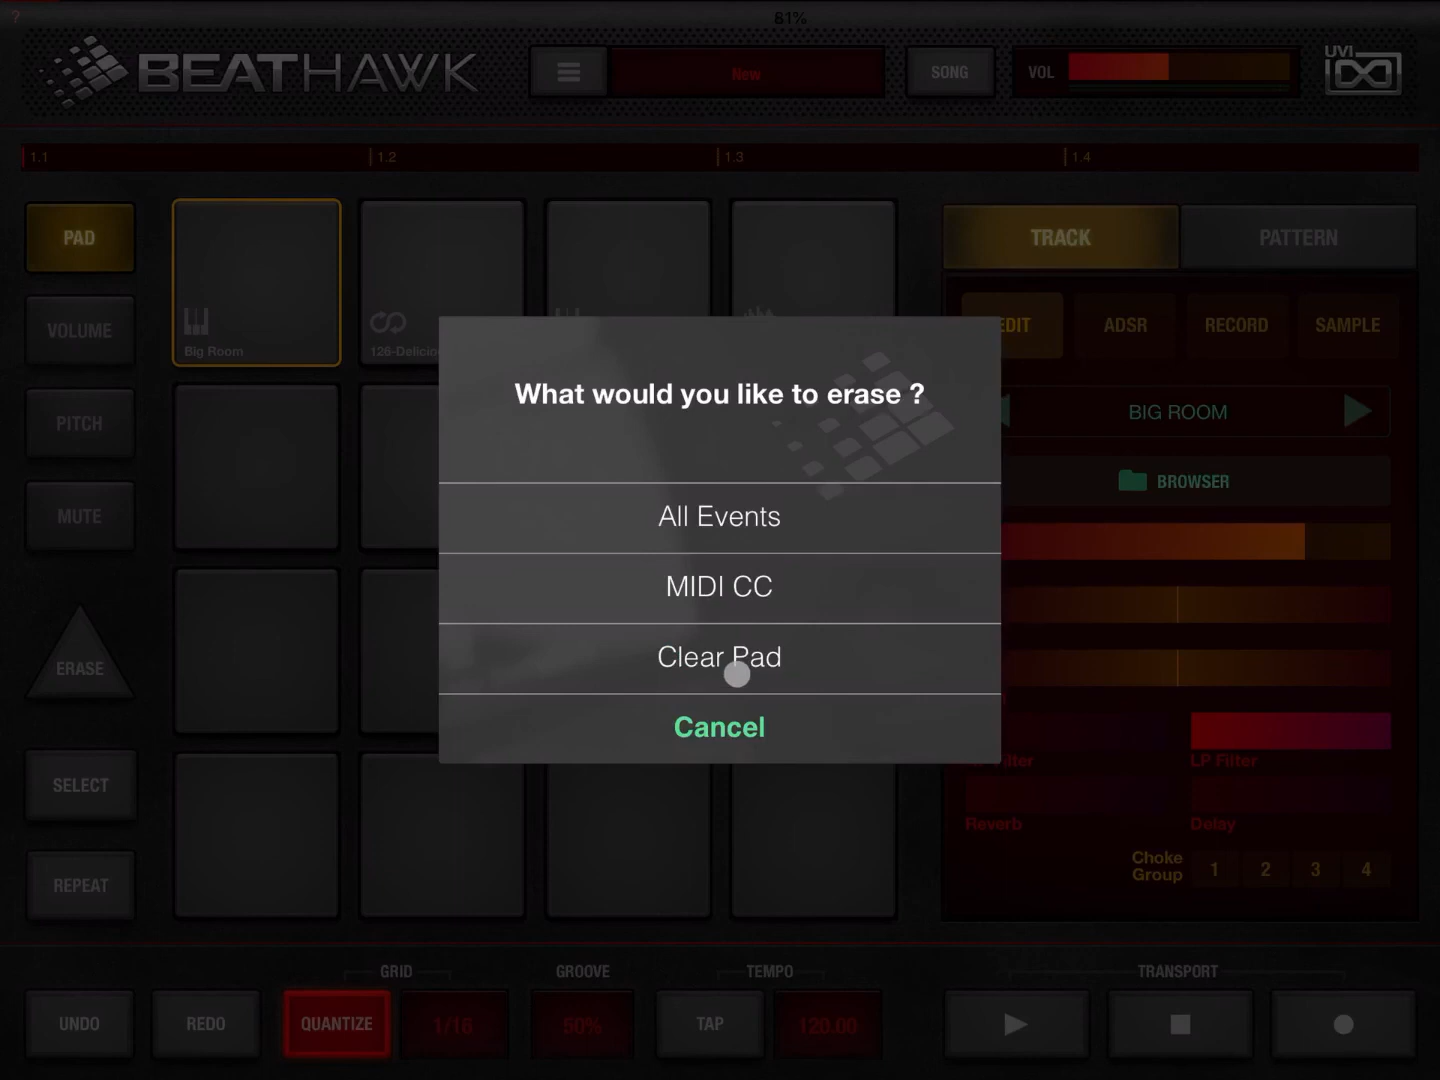 ?
81%
BEATHAWK
New
SONG
VOL
UVI
1.1
1.2
1.3
1.4
PAD
TRACK
PATTERN
VOLUME
EDIT
ADSR
RECORD
SAMPLE
Big Room
What would you like to erase ?
PITCH
BIG ROOM
BROWSER
MUTE
All Events
MIDI CC
ERASE
Clear Pad
Cancel
SELECT
LP Filter
Reverb
Delay
REPEAT
Choke
Group
1
2
3
4
GRID
GROOVE
TEMPO
TRANSPORT
UNDO
REDO
QUANTIZE
1/16
50%
TAP
120.00